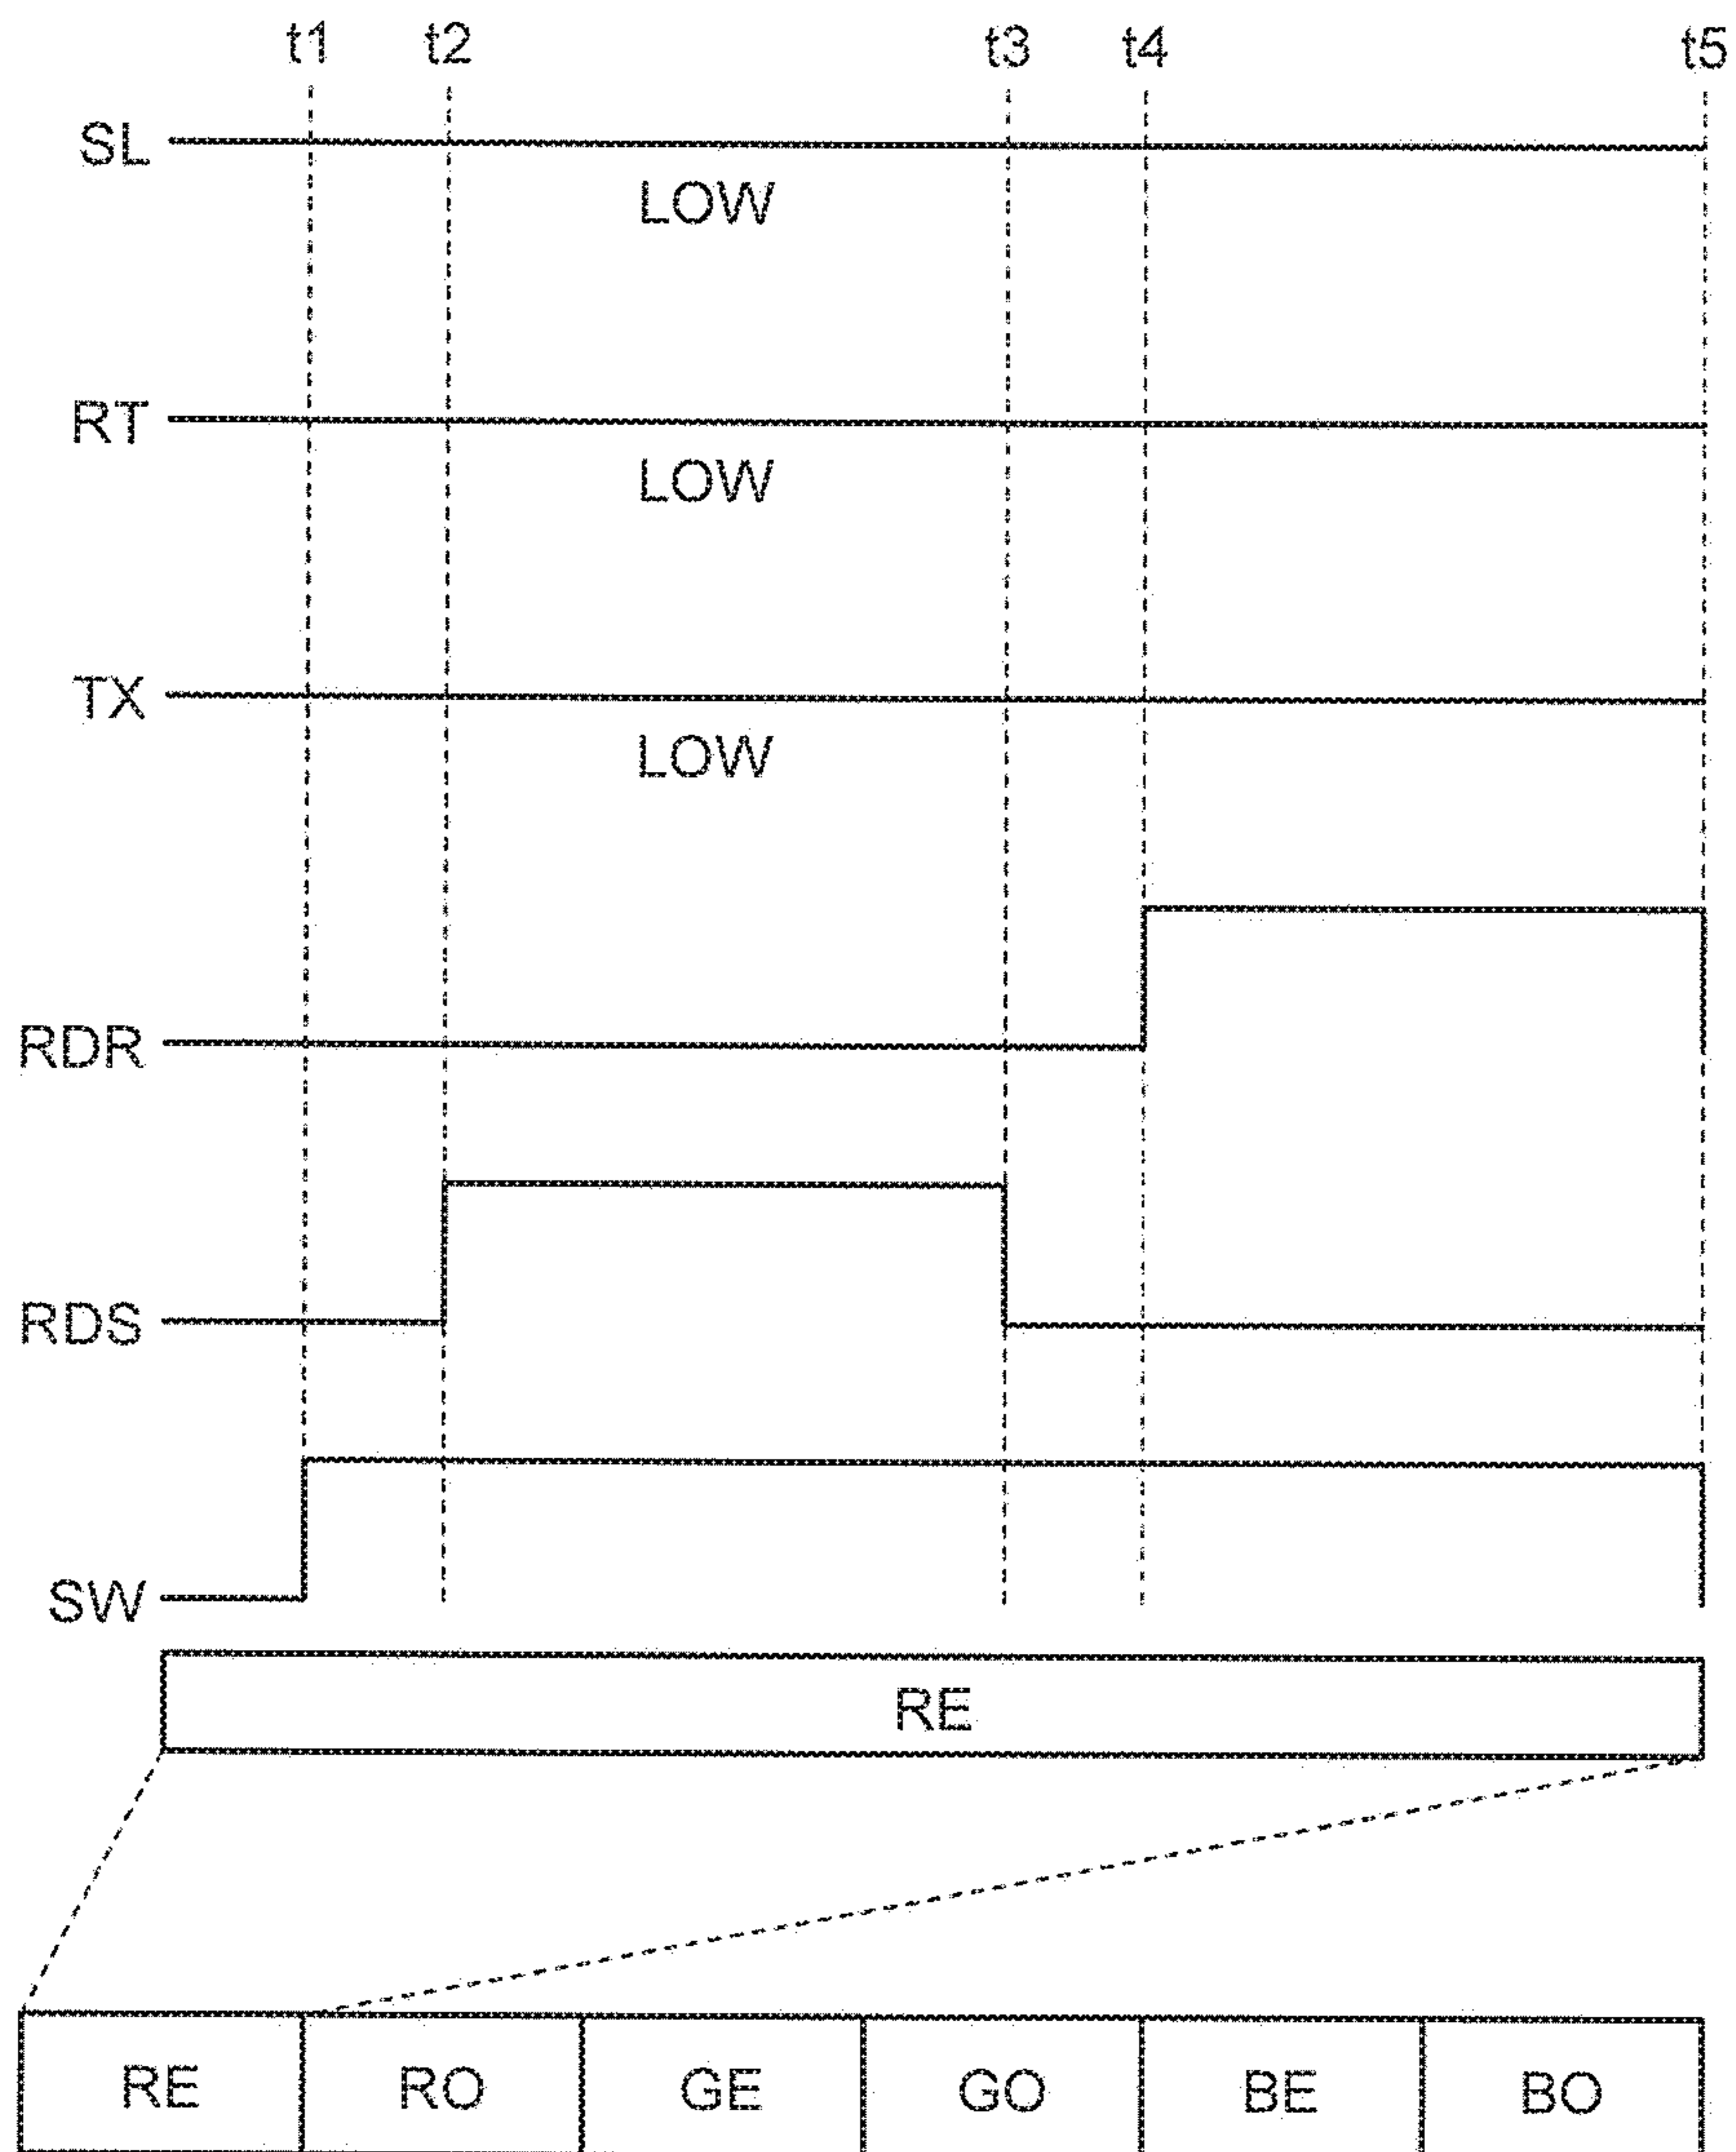 t1 t2 t3 t4 t5
SL
LOW
RT
LOW
TX
LOW
RDR
RDS
SW
RE
RE RO GE GO BE BO